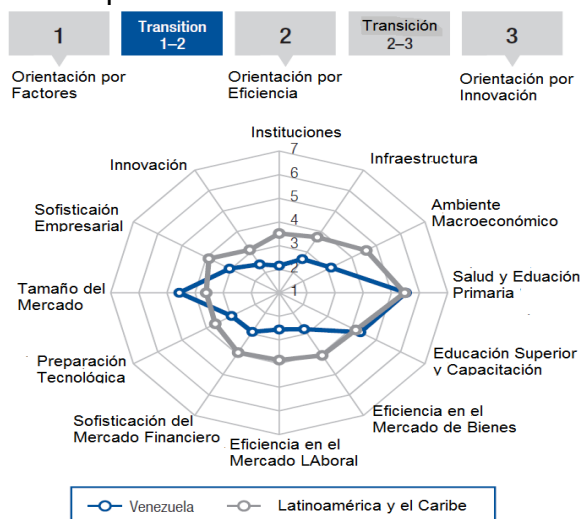 1
Transition
1–2
2
Transición
2–3
3
Orientación por
Factores
Orientación por
Eficiencia
Orientación por
Innovación
Instituciones
Innovación
Infraestructura
Sofisticaión
Empresarial
Ambiente
Macroeconómico
Tamaño del
Mercado
Salud y Eduación
Primaria
Preparación
Tecnológica
Educación Superior
y Capacitación
Sofisticación del
Mercado Financiero
Eficiencia en el
Mercado de Bienes
Eficiencia en el
Mercado LAboral
7
6
5
4
3
2
1
Venezuela
Latinoamérica y el Caribe